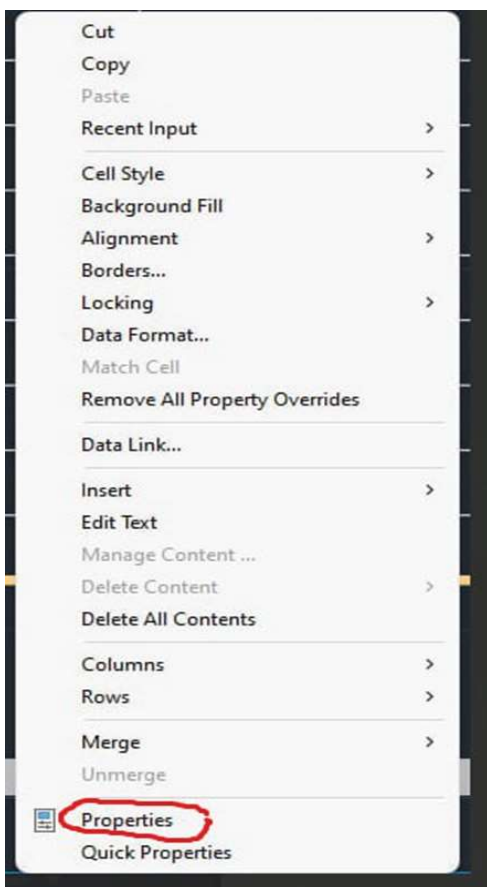 Cut
Copy
Paste
Recent Input
Cell Style
Background Fill
Alignment
Borders...
Locking
Data Format...
Match Cell
Remove All Property Overrides
Data Link...
Insert
Edit Text
Manage Content ...
Delete Content
Delete All Contents
Columns
Rows
Merge
Unmerge
Properties
Quick Properties